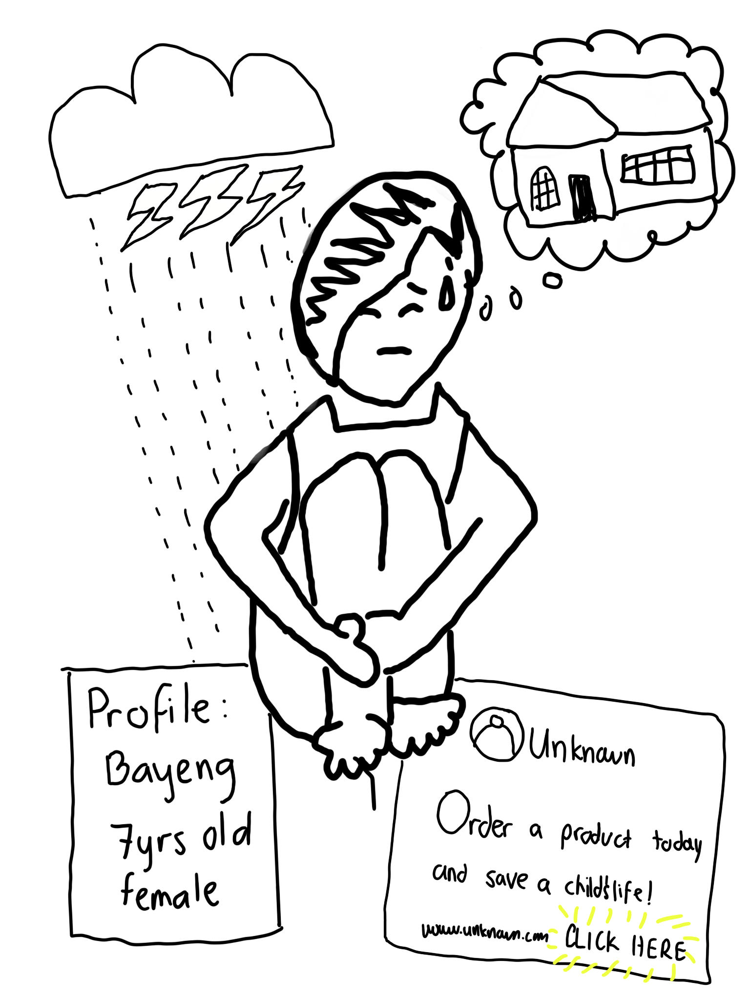 Profile:
Bayeng
7yrs old
female
Unknawn
Order a product today
and save a child's life!
www.unknawn.com CLICK HERE